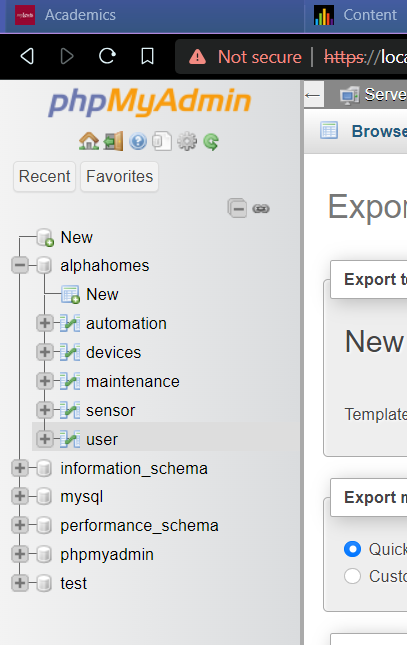 Academics
Content
Not secure | https://loca
phpMyAdmin
Server
Recent
Favorites
Browse
New
alphahomes
New
automation
devices
maintenance
sensor
user
information_schema
mysql
performance_schema
phpmyadmin
test
Expor
Export t
New
Template
Export m
Quick
Custo